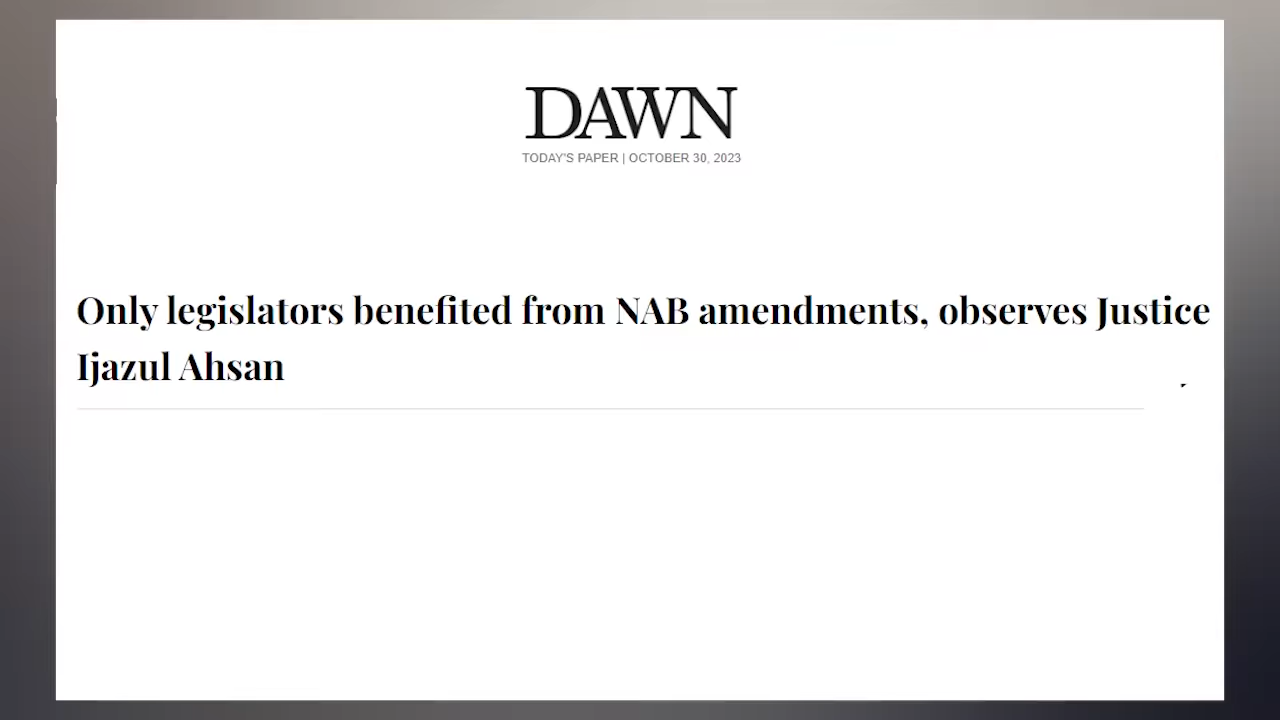 DAWN
TODAY'S PAPER | OCTOBER 30, 2023
Only legislators benefited from NAB amendments, observes Justice
Ijazul Ahsan